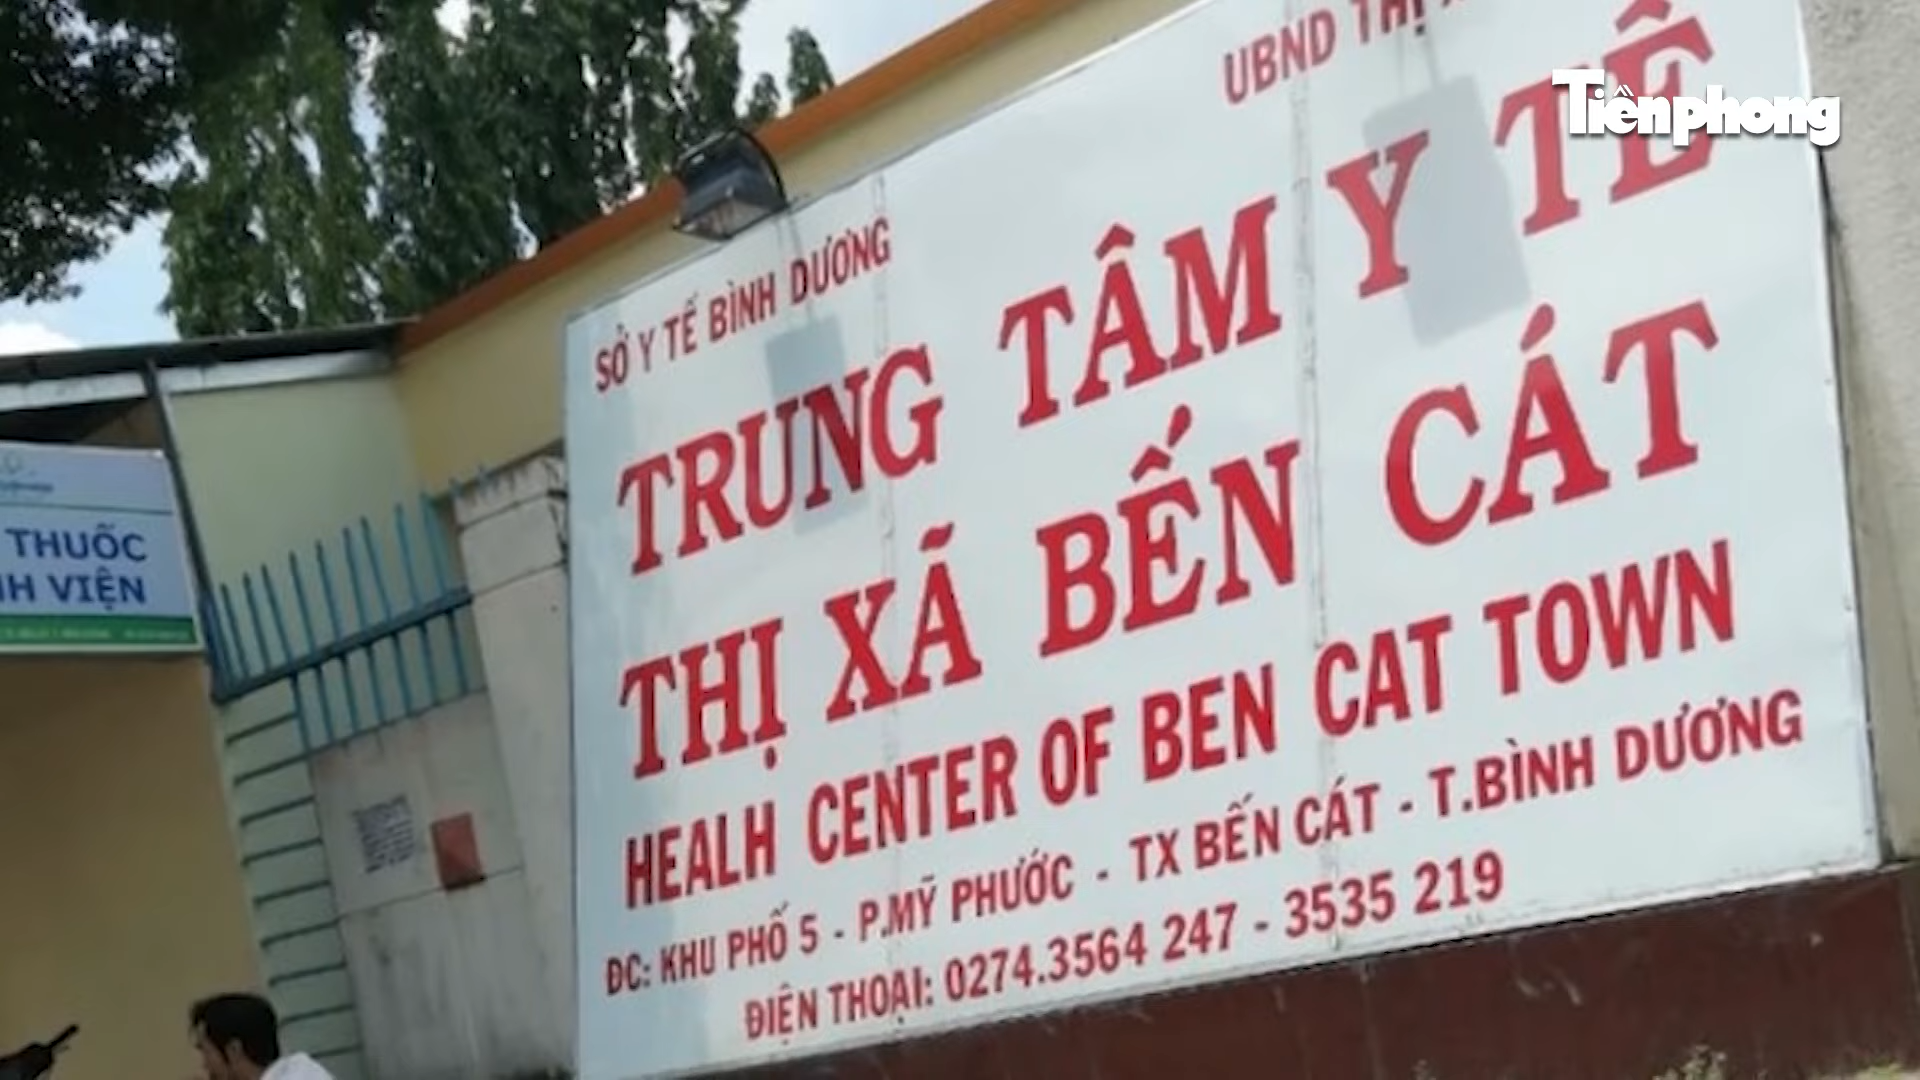 UBND THỊ
Tiềnphong
SỞ Y TẾ BÌNH DƯƠNG
TRUNG TÂM Y TẾ
THỊ XÃ BẾN CÁT
HEALH CENTER OF BEN CAT TOWN
ĐC: KHU PHỐ 5 - P.MỸ PHƯỚC - TX BẾN CÁT - T.BÌNH DƯƠNG
ĐIỆN THOẠI: 0274.3564 247 - 3535 219
THUỐC
VIỆN